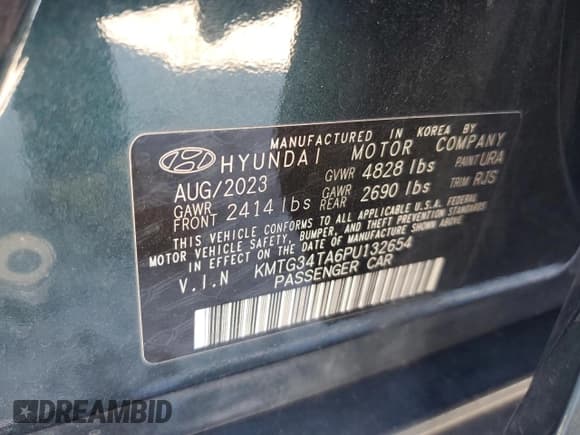 MANUFACTURED IN KOREA BY
HYUNDAI MOTOR COMPANY
AUG/2023 GVWR 4828 lbs PAINT URA
GAWR FRONT 2414 lbs GAWR REAR 2690 lbs TRIM RJS
THIS VEHICLE CONFORMS TO ALL APPLICABLE U.S.A. FEDERAL
MOTOR VEHICLE SAFETY, BUMPER, AND THEFT PREVENTION STANDARDS
IN EFFECT ON THE DATE OF MANUFACTURE SHOWN ABOVE.
V.I.N KMTG34TA6PU132654
PASSENGER CAR
DREAMBID